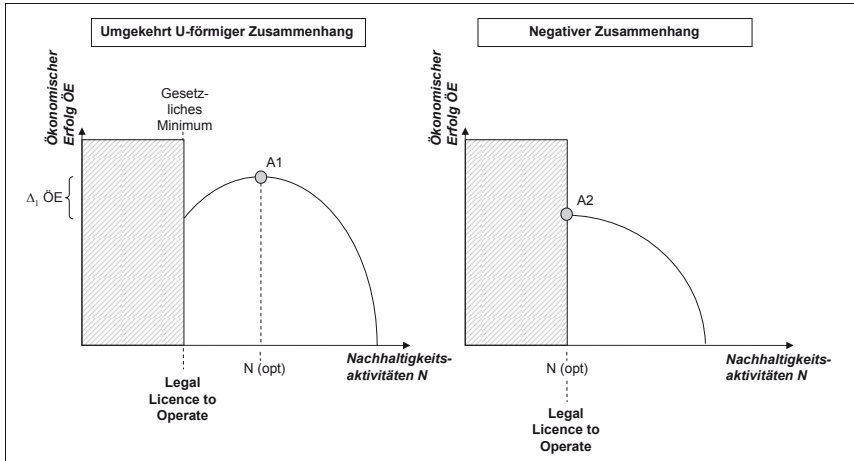 Umgekehrt U-förmiger Zusammenhang
Ökonomischer
Erfolg ÖE
Gesetz-
liches
Minimum
A1
Δ₁ ÖE
N (opt)
Nachhaltigkeits-
aktivitäten N
Legal
Licence to
Operate
Negativer Zusammenhang
Ökonomischer
Erfolg ÖE
A2
N (opt)
Nachhaltigkeits-
aktivitäten N
Legal
Licence to
Operate